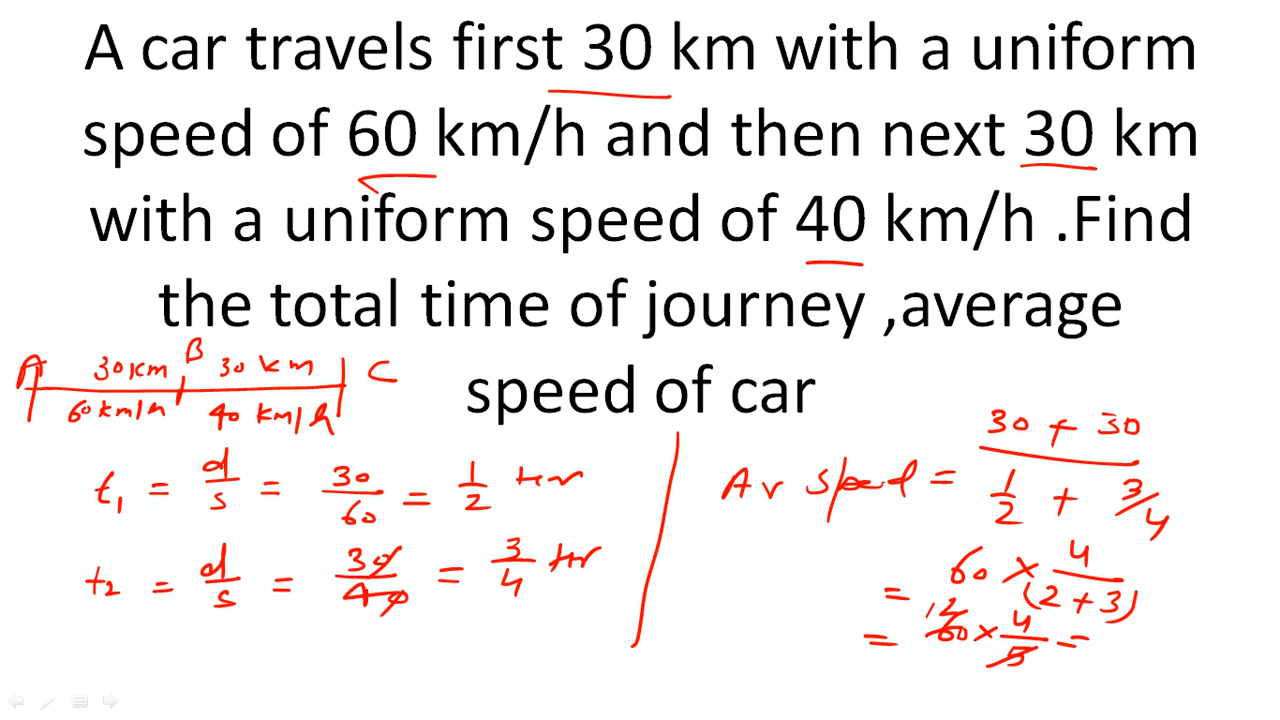 A car travels first 30 km with a uniform
speed of 60 km/h and then next 30 km
with a uniform speed of 40 km/h .Find
the total time of journey ,average
speed of car
A 30 km B 30 km C
60 km/h 40 km/h
t₁ = d/s = 30/60 = 1/2 hr
t₂ = d/s = 30/40 = 3/4 hr
Av speed = (30 + 30)/(1/2 + 3/4)
= 60 × 4/(2+3)
= 12 60 × 4/5 =